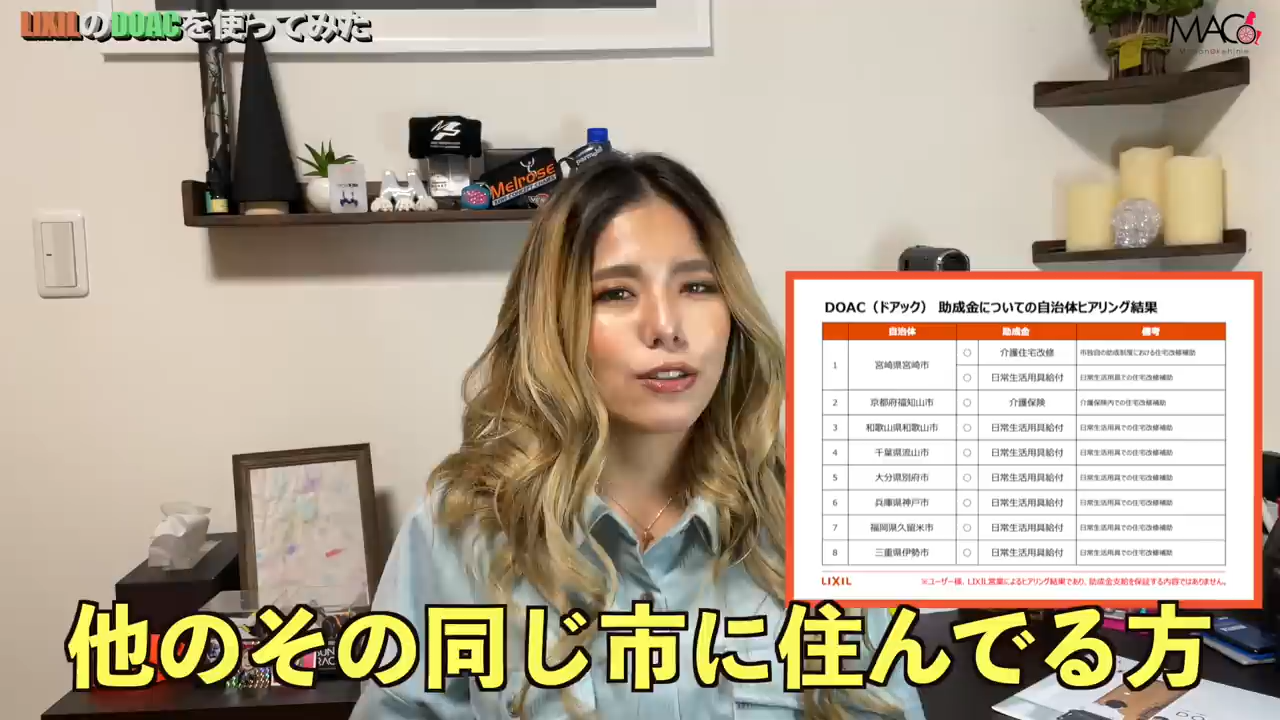 LIXILのDOACを使ってみた
MACo
Melrose
DOAC（ドアック） 助成金についての自治体ヒアリング結果
自治体 助成金 備考
1 宮崎県宮崎市 ○ 介護住宅改修 市独自の助成制度における住宅改修補助
○ 日常生活用具給付 日常生活用具での住宅改修補助
2 京都府福知山市 ○ 介護保険 介護保険内での住宅改修補助
3 和歌山県和歌山市 ○ 日常生活用具給付 日常生活用具での住宅改修補助
4 千葉県流山市 ○ 日常生活用具給付 日常生活用具での住宅改修補助
5 大分県別府市 ○ 日常生活用具給付 日常生活用具での住宅改修補助
6 兵庫県神戸市 ○ 日常生活用具給付 日常生活用具での住宅改修補助
7 福岡県久留米市 ○ 日常生活用具給付 日常生活用具での住宅改修補助
8 三重県伊勢市 ○ 日常生活用具給付 日常生活用具での住宅改修補助
LIXIL ※ユーザー様、LIXIL営業によるヒアリング結果であり、助成金支給を保証する内容ではありません。
他のその同じ市に住んでる方